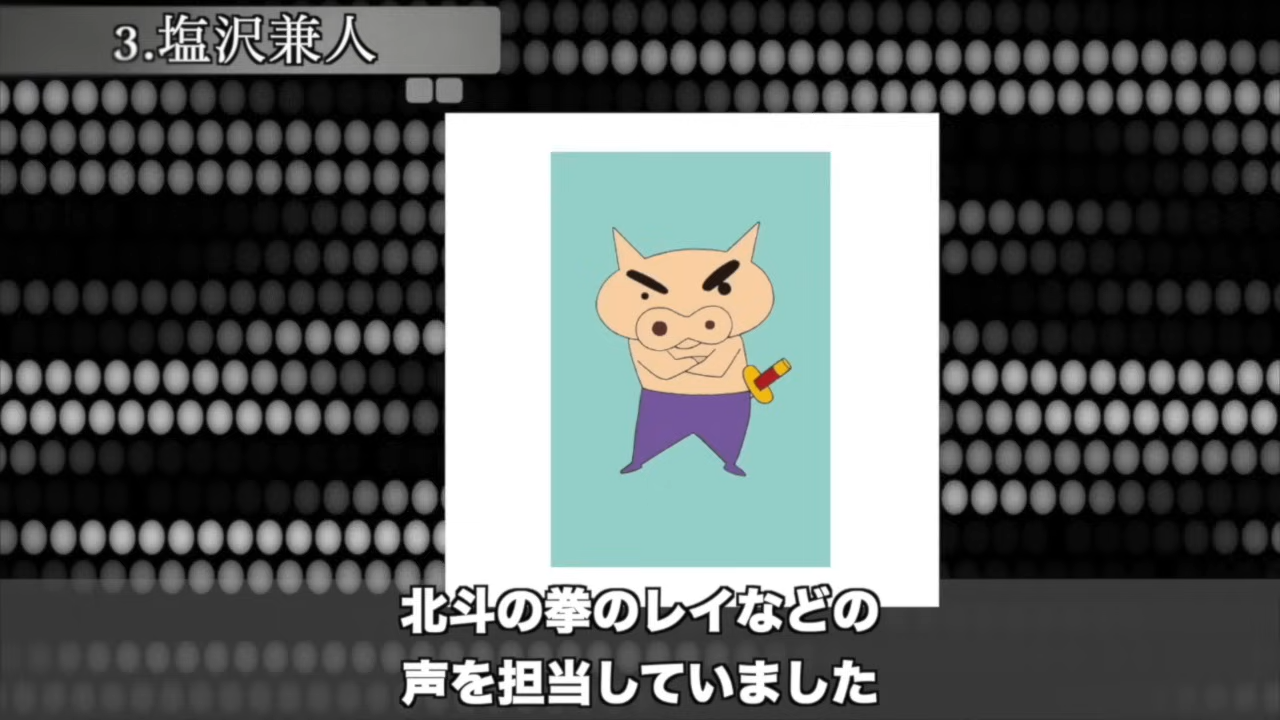 3.塩沢兼人
北斗の拳のレイなどの
声を担当していました